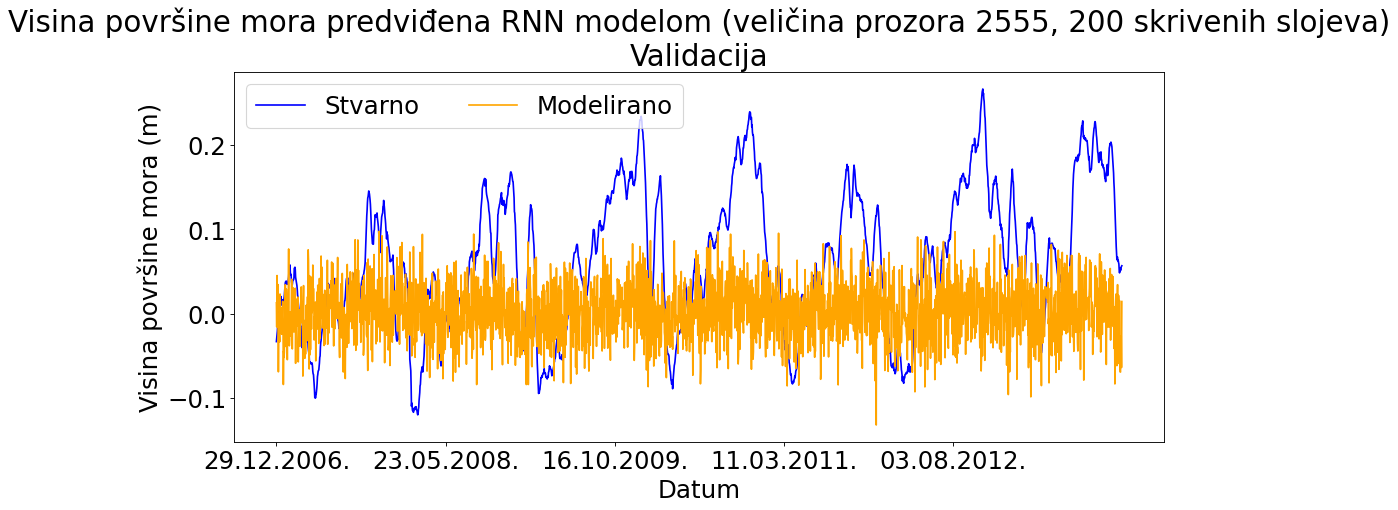 Visina površine mora predviđena RNN modelom (veličina prozora 2555, 200 skrivenih slojeva)
Validacija
Stvarno
Modelirano
Visina površine mora (m)
0.2
0.1
0.0
−0.1
29.12.2006.
23.05.2008.
16.10.2009.
11.03.2011.
03.08.2012.
Datum